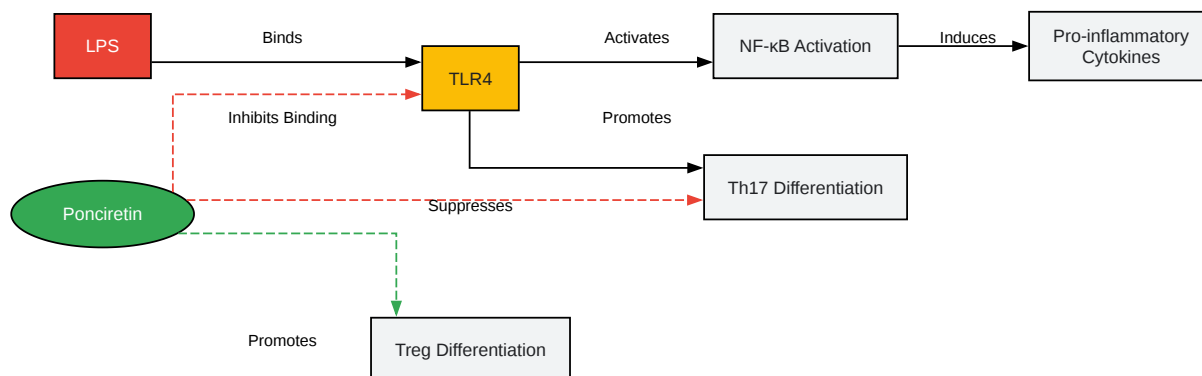 LPS
Binds
TLR4
Activates
NF-κB Activation
Induces
Pro-inflammatory
Cytokines
Inhibits Binding
Promotes
Th17 Differentiation
Ponciretin
Suppresses
Promotes
Treg Differentiation